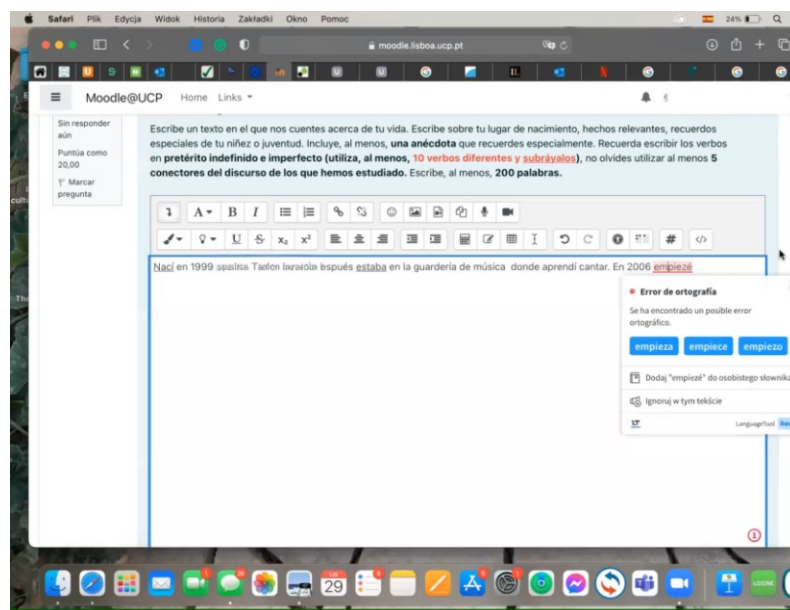 Safari Plik Edycja Widok Historia Zakładki Okno Pomoc 24%
moodle.lisboa.ucp.pt
Moodle@UCP Home Links
Sin responder
aún
Puntúa como
20,00
Marcar
pregunta
Escribe un texto en el que nos cuentes acerca de tu vida. Escribe sobre tu lugar de nacimiento, hechos relevantes, recuerdos
especiales de tu niñez o juventud. Incluye, al menos, una anécdota que recuerdes especialmente. Recuerda escribir los verbos
en pretérito indefinido e imperfecto (utiliza, al menos, 10 verbos diferentes y subráyalos), no olvides utilizar al menos 5
conectores del discurso de los que hemos estudiado. Escribe, al menos, 200 palabras.
A B I
U S x₂ x² # </>
Nací en 1999 espués estaba en la guardería de música donde aprendí cantar. En 2006 empiezé
Error de ortografía
Se ha encontrado un posible error
ortográfico.
empieza empiece empiezo
Dodaj "empiezé" do osobistego słownika
Ignoruj w tym tekście
LT LanguageTool
1
29